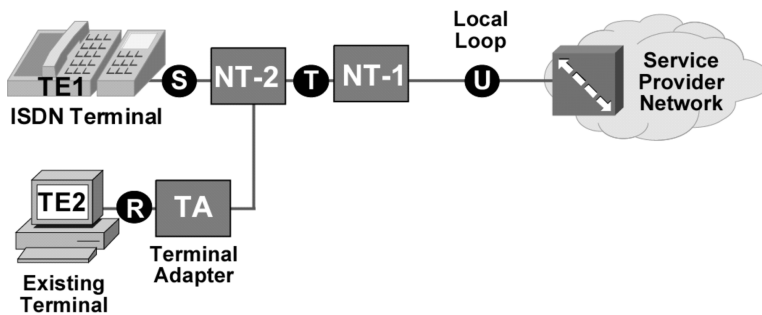 Local
Loop
Service
Provider
Network
TE1
S
NT-2
T
NT-1
U
ISDN Terminal
TE2
R
TA
Terminal
Adapter
Existing
Terminal